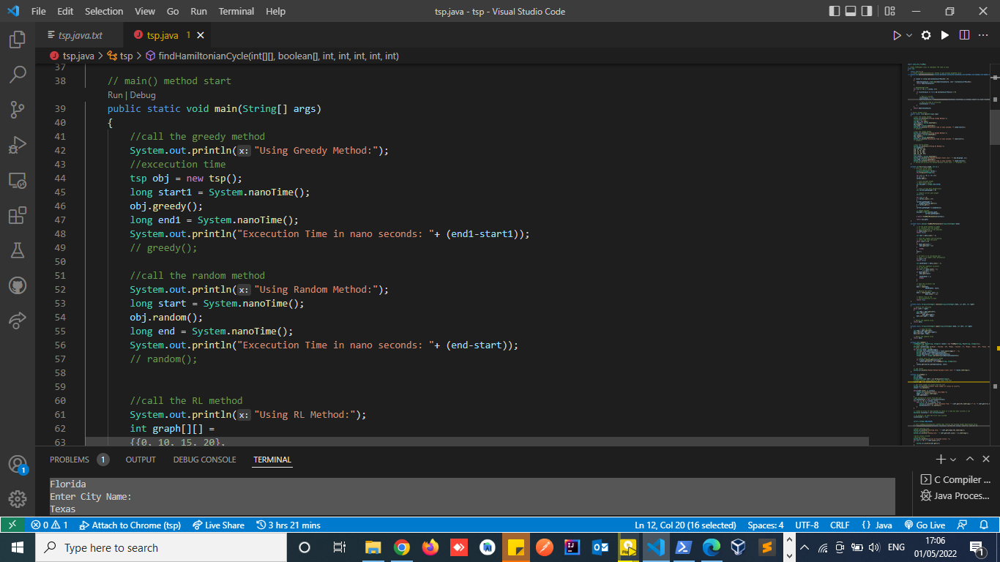 File Edit Selection View Go Run Terminal Help
tsp.java - tsp - Visual Studio Code
tsp.java.txt
tsp.java 1
tsp.java > tsp > findHamiltonianCycle(int[][], boolean[], int, int, int, int, int)
37
38 // main() method start
Run | Debug
39 public static void main(String[] args)
40 {
41 //call the greedy method
42 System.out.println(x: "Using Greedy Method:");
43 //excecution time
44 tsp obj = new tsp();
45 long start1 = System.nanoTime();
46 obj.greedy();
47 long end1 = System.nanoTime();
48 System.out.println("Excecution Time in nano seconds: "+ (end1-start1));
49 // greedy();
50
51 //call the random method
52 System.out.println(x: "Using Random Method:");
53 long start = System.nanoTime();
54 obj.random();
55 long end = System.nanoTime();
56 System.out.println("Excecution Time in nano seconds: "+ (end-start));
57 // random();
58
59
60 //call the RL method
61 System.out.println(x: "Using RL Method:");
62 int graph[][] =
63 {{0, 10, 15, 20},
PROBLEMS 1 OUTPUT DEBUG CONSOLE TERMINAL
Florida
Enter City Name:
Texas
C Compiler ...
Java Proces...
1
0 1 Attach to Chrome (tsp) Live Share 3 hrs 21 mins
Ln 12, Col 20 (16 selected) Spaces: 4 UTF-8 CRLF {} Java Go Live
Type here to search
ENG
17:06
01/05/2022
1